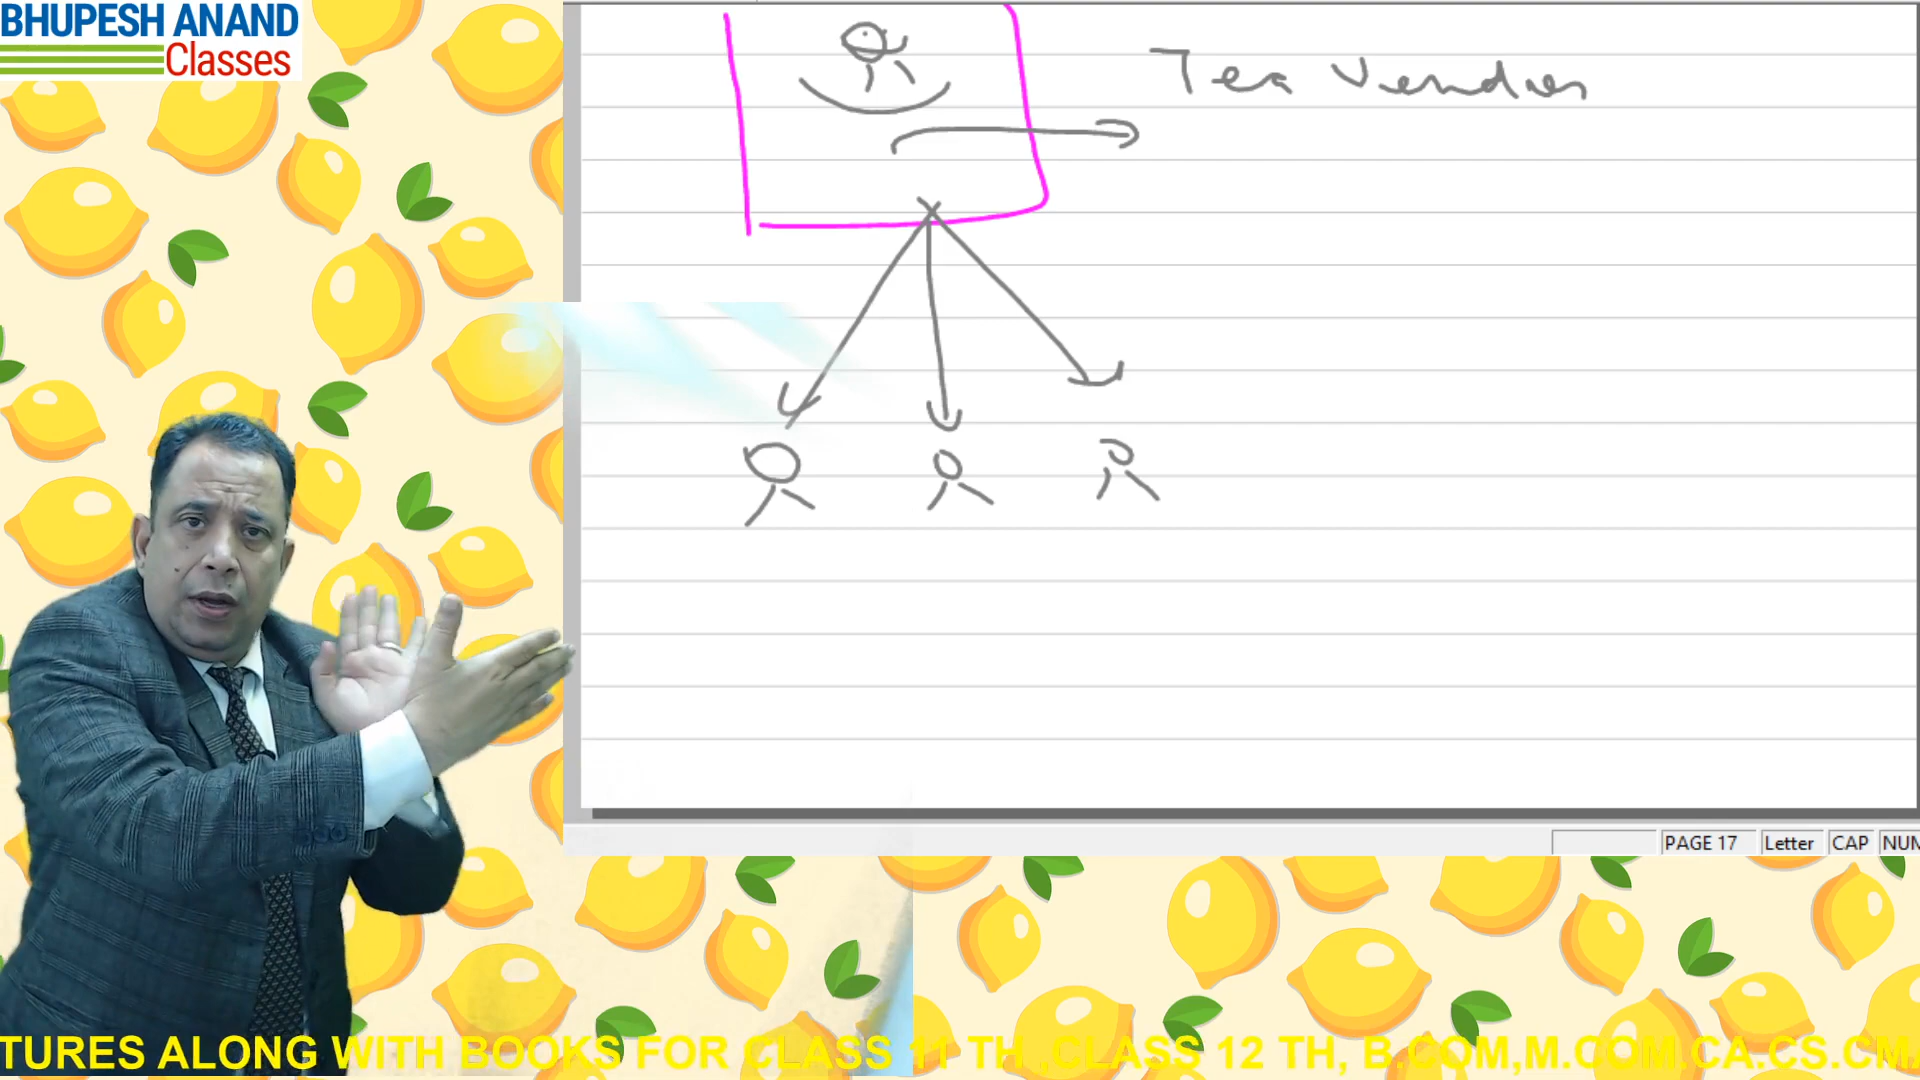 BHUPESH ANAND
Classes
Tea Vendor
PAGE 17 Letter CAP NUM
TURES ALONG WITH BOOKS FOR CLASS 11 TH ,CLASS 12 TH, B.COM,M.COM.CA.CS.CM